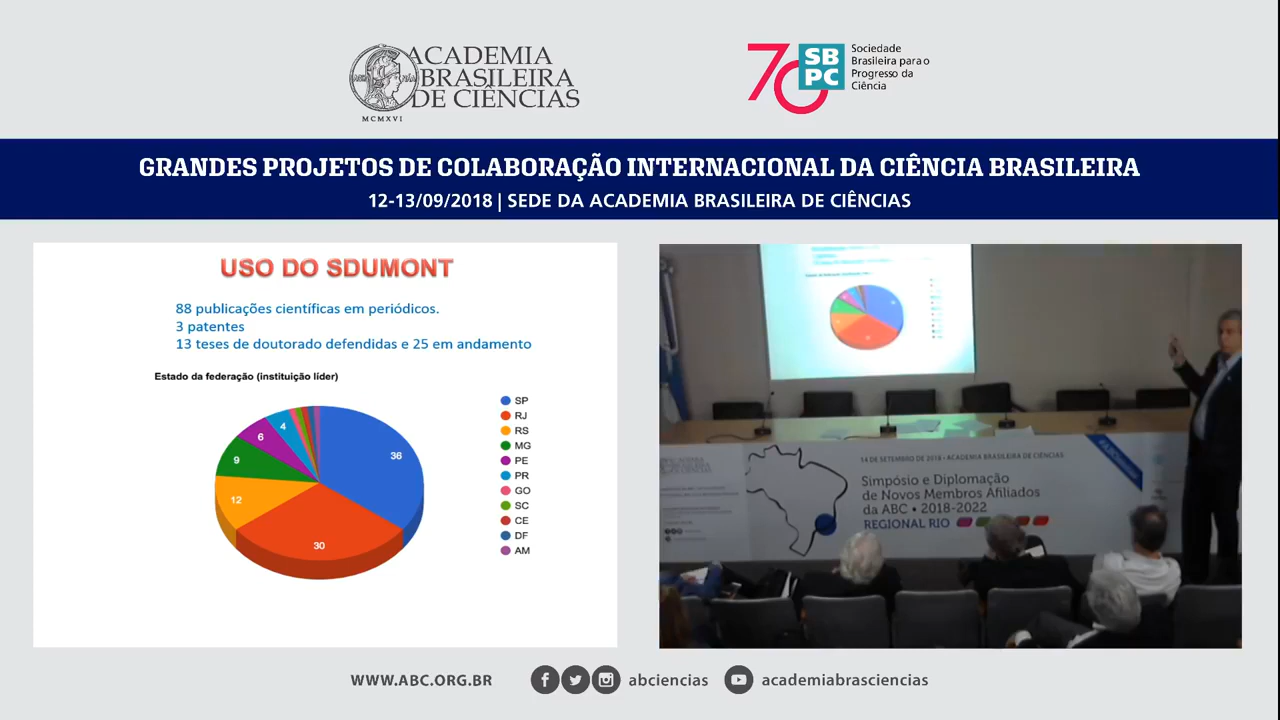 ACADEMIA
BRASILEIRA
DE CIÊNCIAS
MCMXVI
70
SB
PC
Sociedade
Brasileira para o
Progresso da
Ciência
GRANDES PROJETOS DE COLABORAÇÃO INTERNACIONAL DA CIÊNCIA BRASILEIRA
12-13/09/2018 | SEDE DA ACADEMIA BRASILEIRA DE CIÊNCIAS
USO DO SDUMONT
88 publicações científicas em periódicos.
3 patentes
13 teses de doutorado defendidas e 25 em andamento
Estado da federação (instituição líder)
36
30
12
9
6
4
SP
RJ
RS
MG
PE
PR
GO
SC
CE
DF
AM
14 DE SETEMBRO DE 2018 • ACADEMIA BRASILEIRA DE CIÊNCIAS
Simpósio e Diplomação
de Novos Membros Afiliados
da ABC • 2018-2022
REGIONAL RIO
WWW.ABC.ORG.BR
abciencias
academiabrasciencias